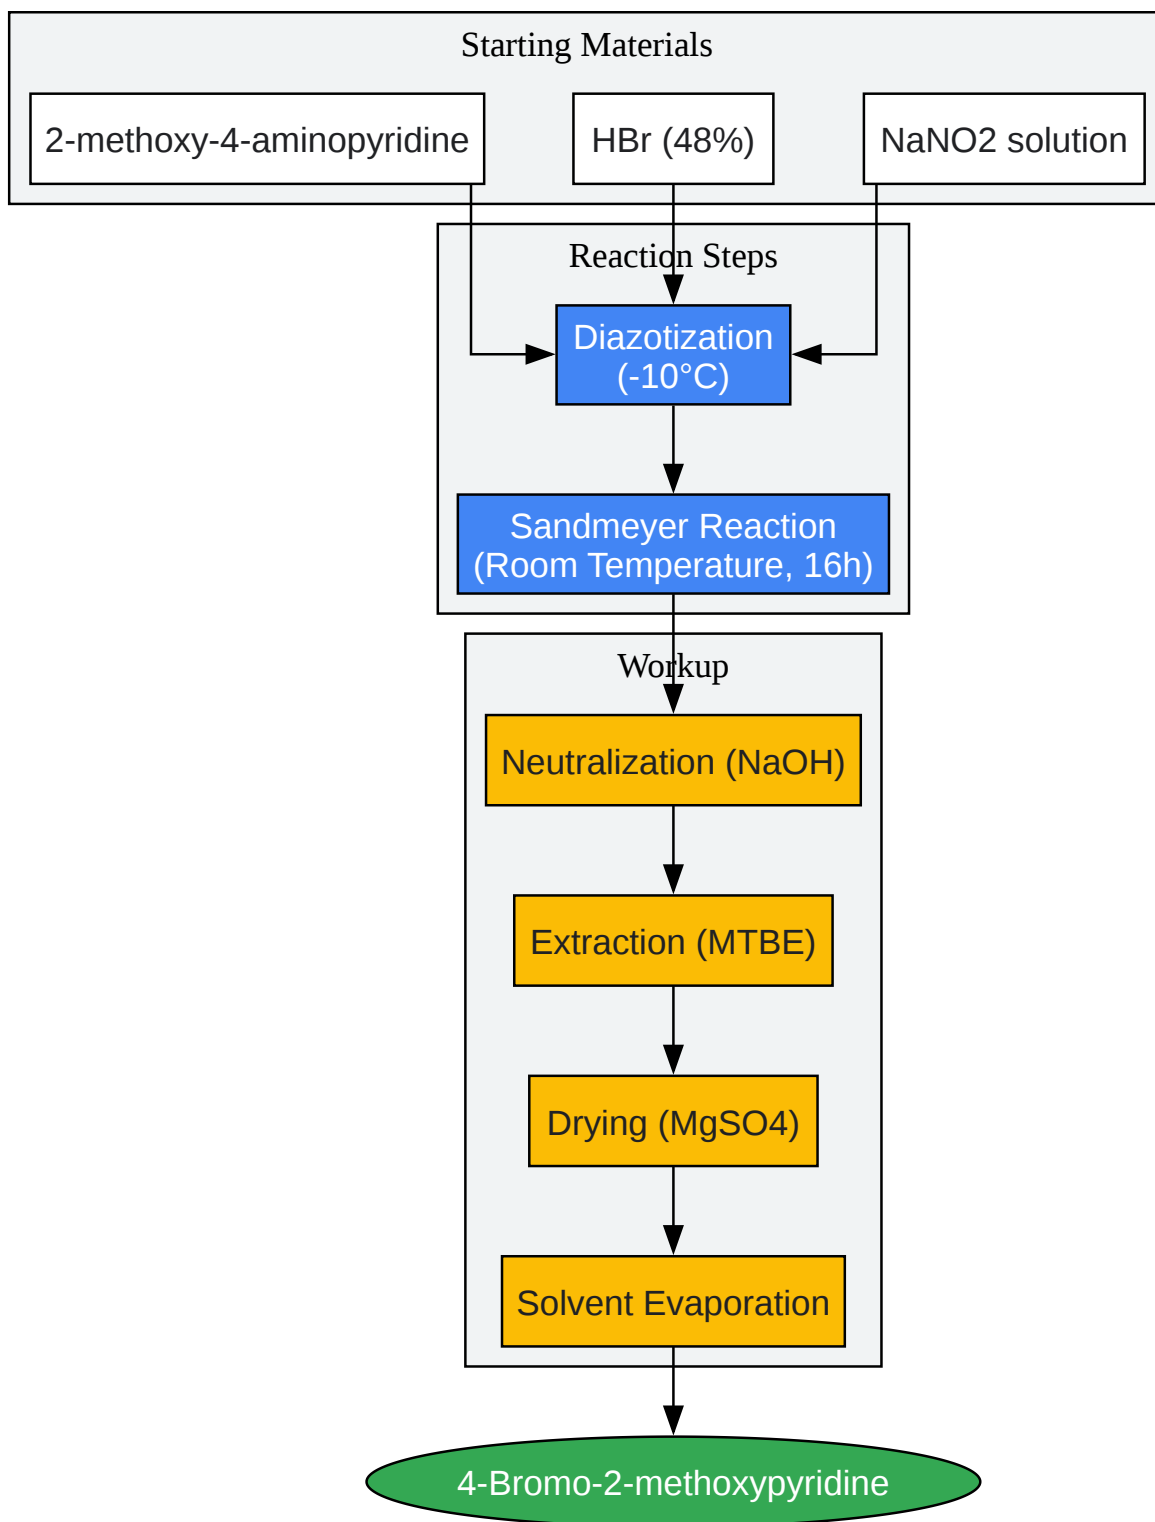 Starting Materials
2-methoxy-4-aminopyridine
HBr (48%)
NaNO2 solution
Reaction Steps
Diazotization
(-10°C)
Sandmeyer Reaction
(Room Temperature, 16h)
Workup
Neutralization (NaOH)
Extraction (MTBE)
Drying (MgSO4)
Solvent Evaporation
4-Bromo-2-methoxypyridine